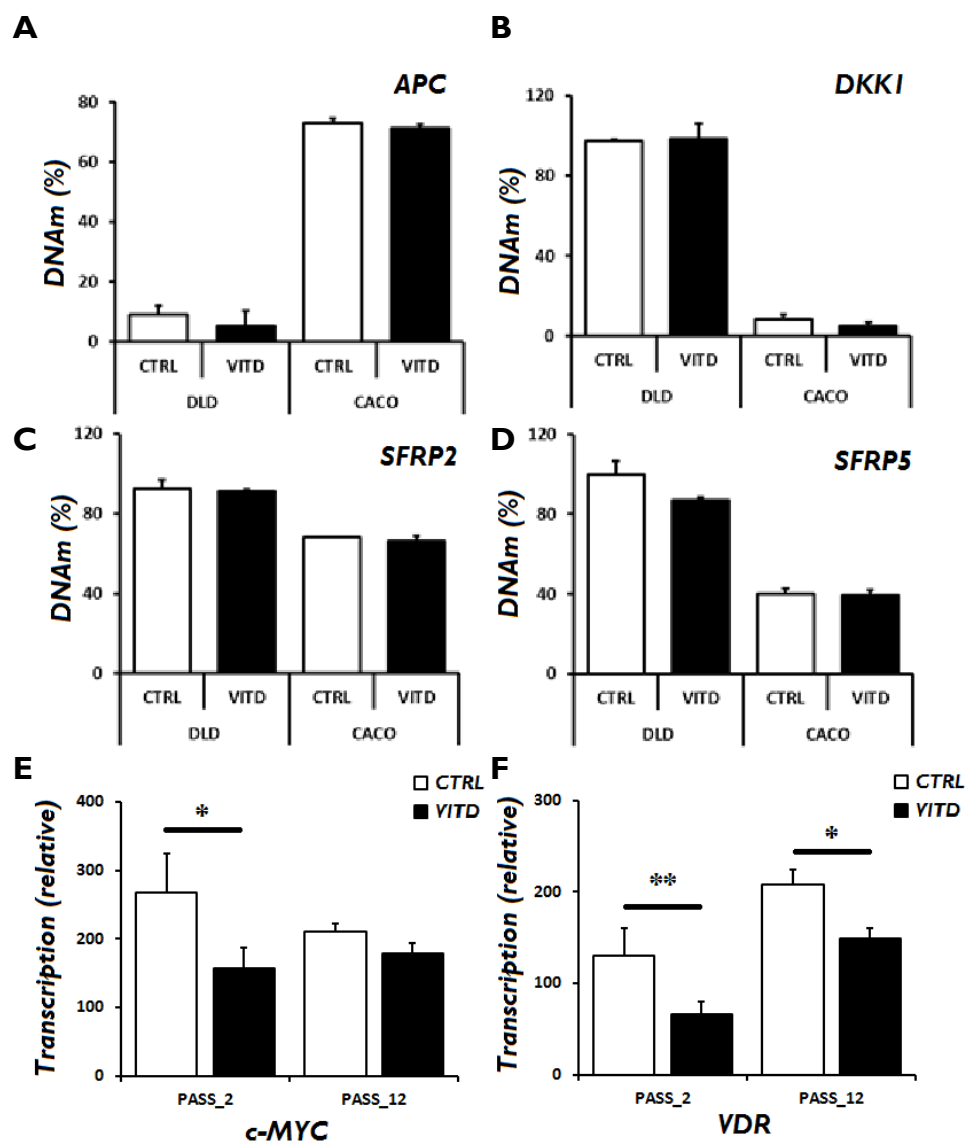 A
APC
DNAm (%)
80
60
40
20
0
CTRL VITD CTRL VITD
DLD CACO
B
DKK1
DNAm (%)
120
80
40
0
CTRL VITD CTRL VITD
DLD CACO
C
SFRP2
DNAm (%)
120
80
40
0
CTRL VITD CTRL VITD
DLD CACO
D
SFRP5
DNAm (%)
120
80
40
0
CTRL VITD CTRL VITD
DLD CACO
E
CTRL
VITD
Transcription (relative)
400
300
200
100
0
*
PASS_2 PASS_12
c-MYC
F
CTRL
VITD
Transcription (relative)
300
200
100
0
**
*
PASS_2 PASS_12
VDR